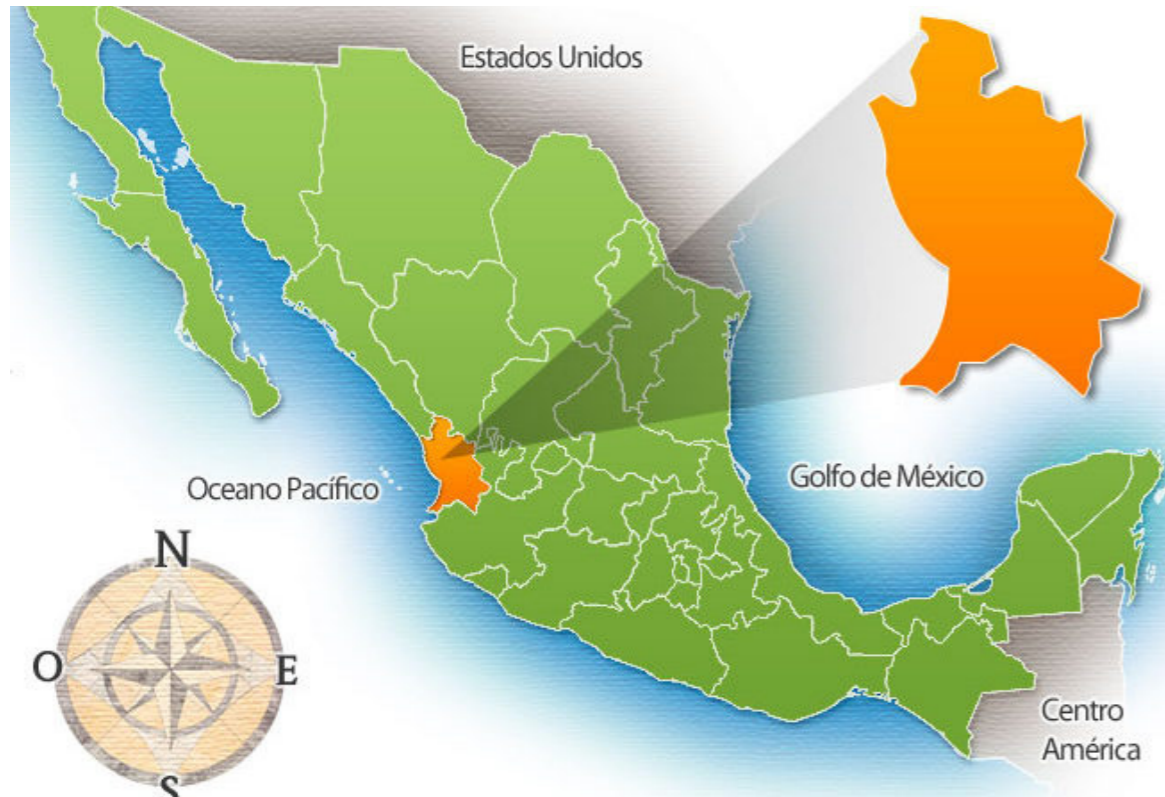 Estados Unidos
Oceano Pacífico
Golfo de México
N
O
E
S
Centro
América